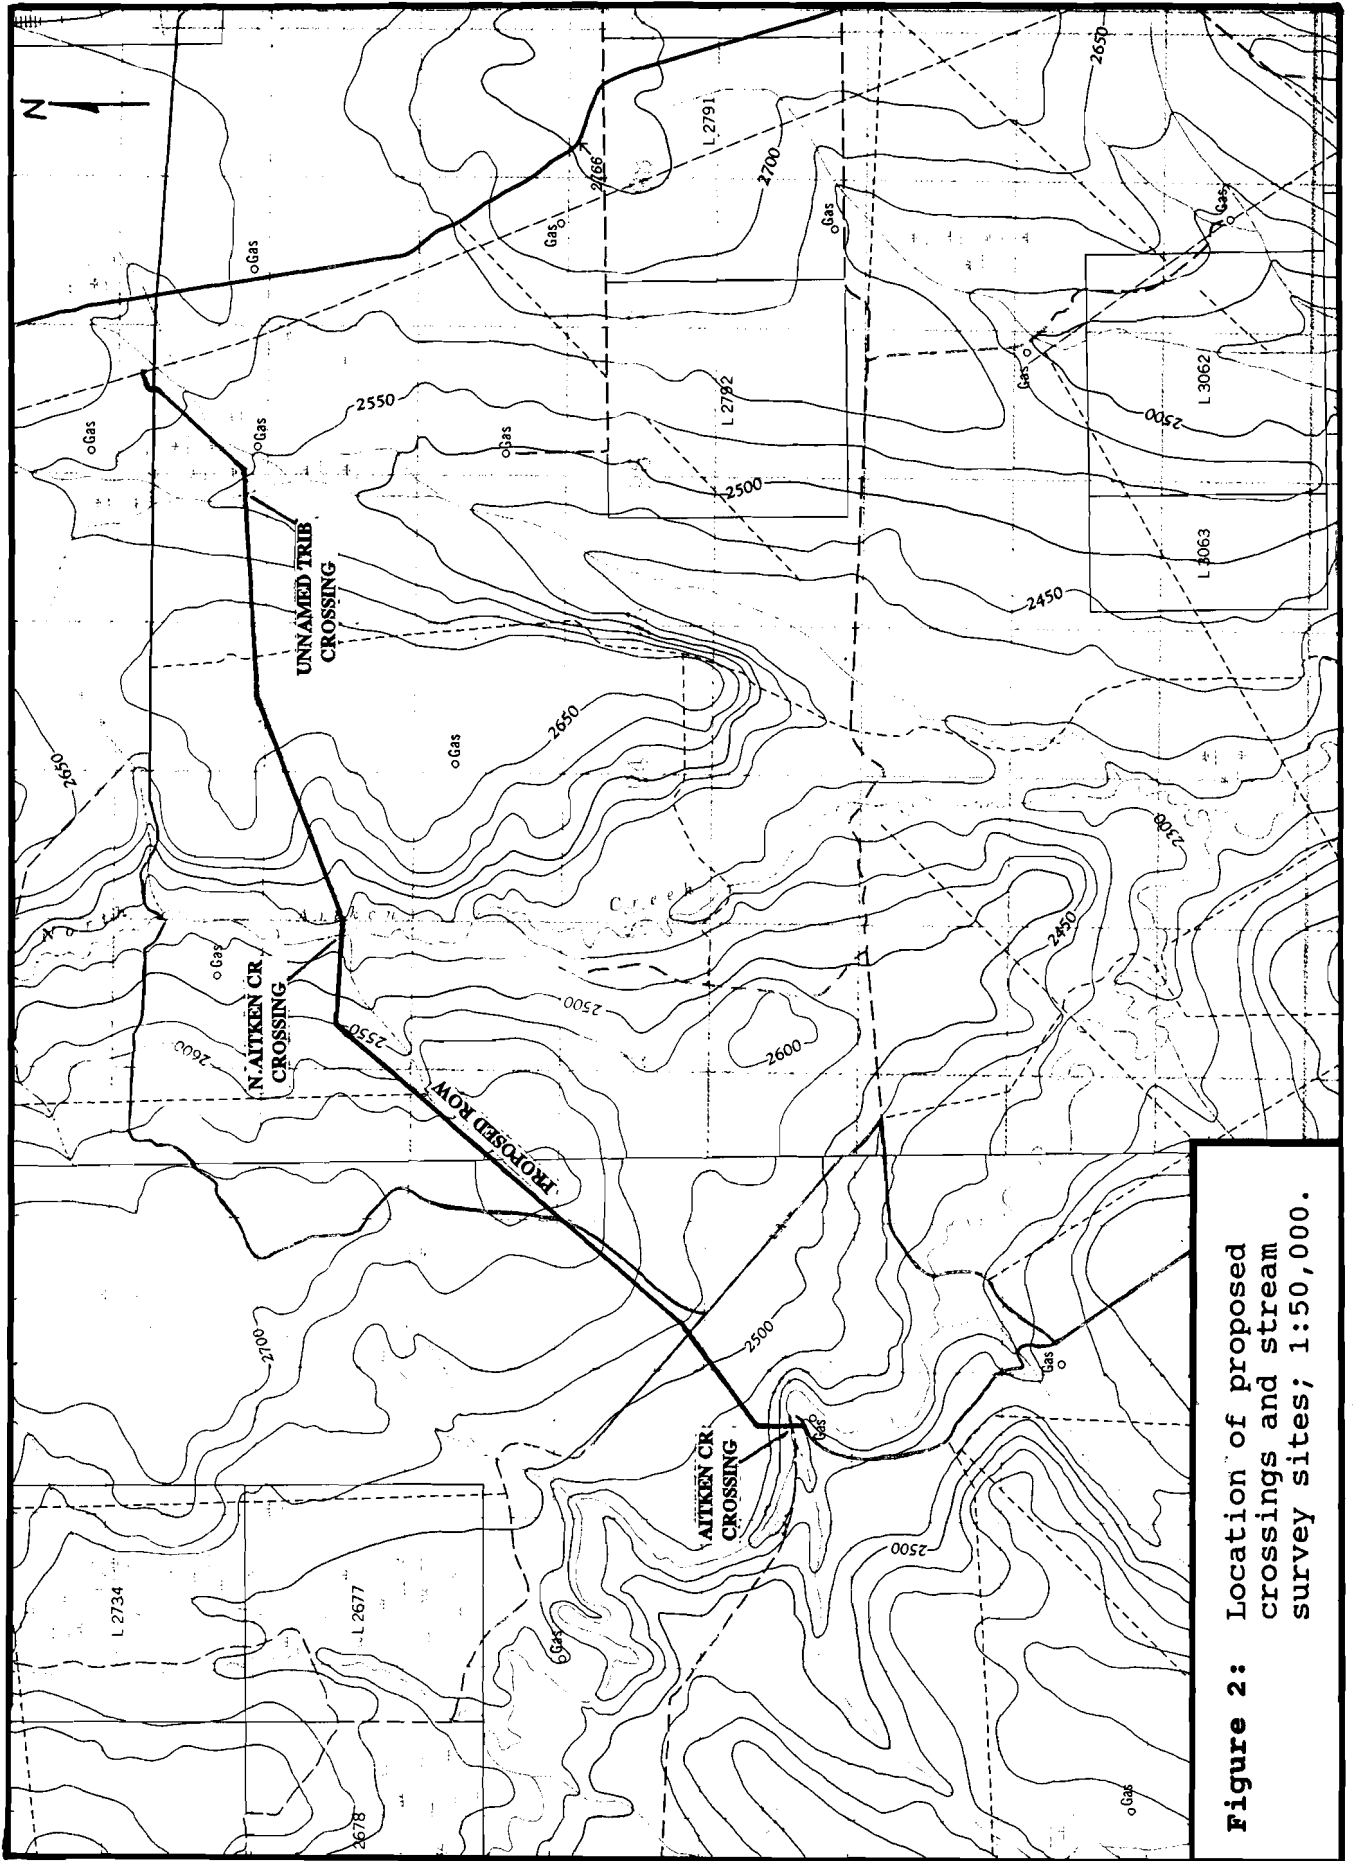 N
2650
Gas
2766
L 2791
2700
Gas
Gas
Gas
Gas
Gas
2550
Gas
Gas
L 2792
2500
Gas
L 3062
2500
L 3063
2450
UNNAMED TRIB
CROSSING
2650
2650
Gas
2300
North
Aitken
Creek
Gas
N. AITKEN CR
CROSSING
2550
2500
2600
2600
2450
PROPOSED ROW
2700
2500
AITKEN CR
CROSSING
Gas
Gas
2500
L 2734
L 2677
Gas
2678
Gas
Figure 2: Location of proposed
crossings and stream
survey sites; 1:50,000.